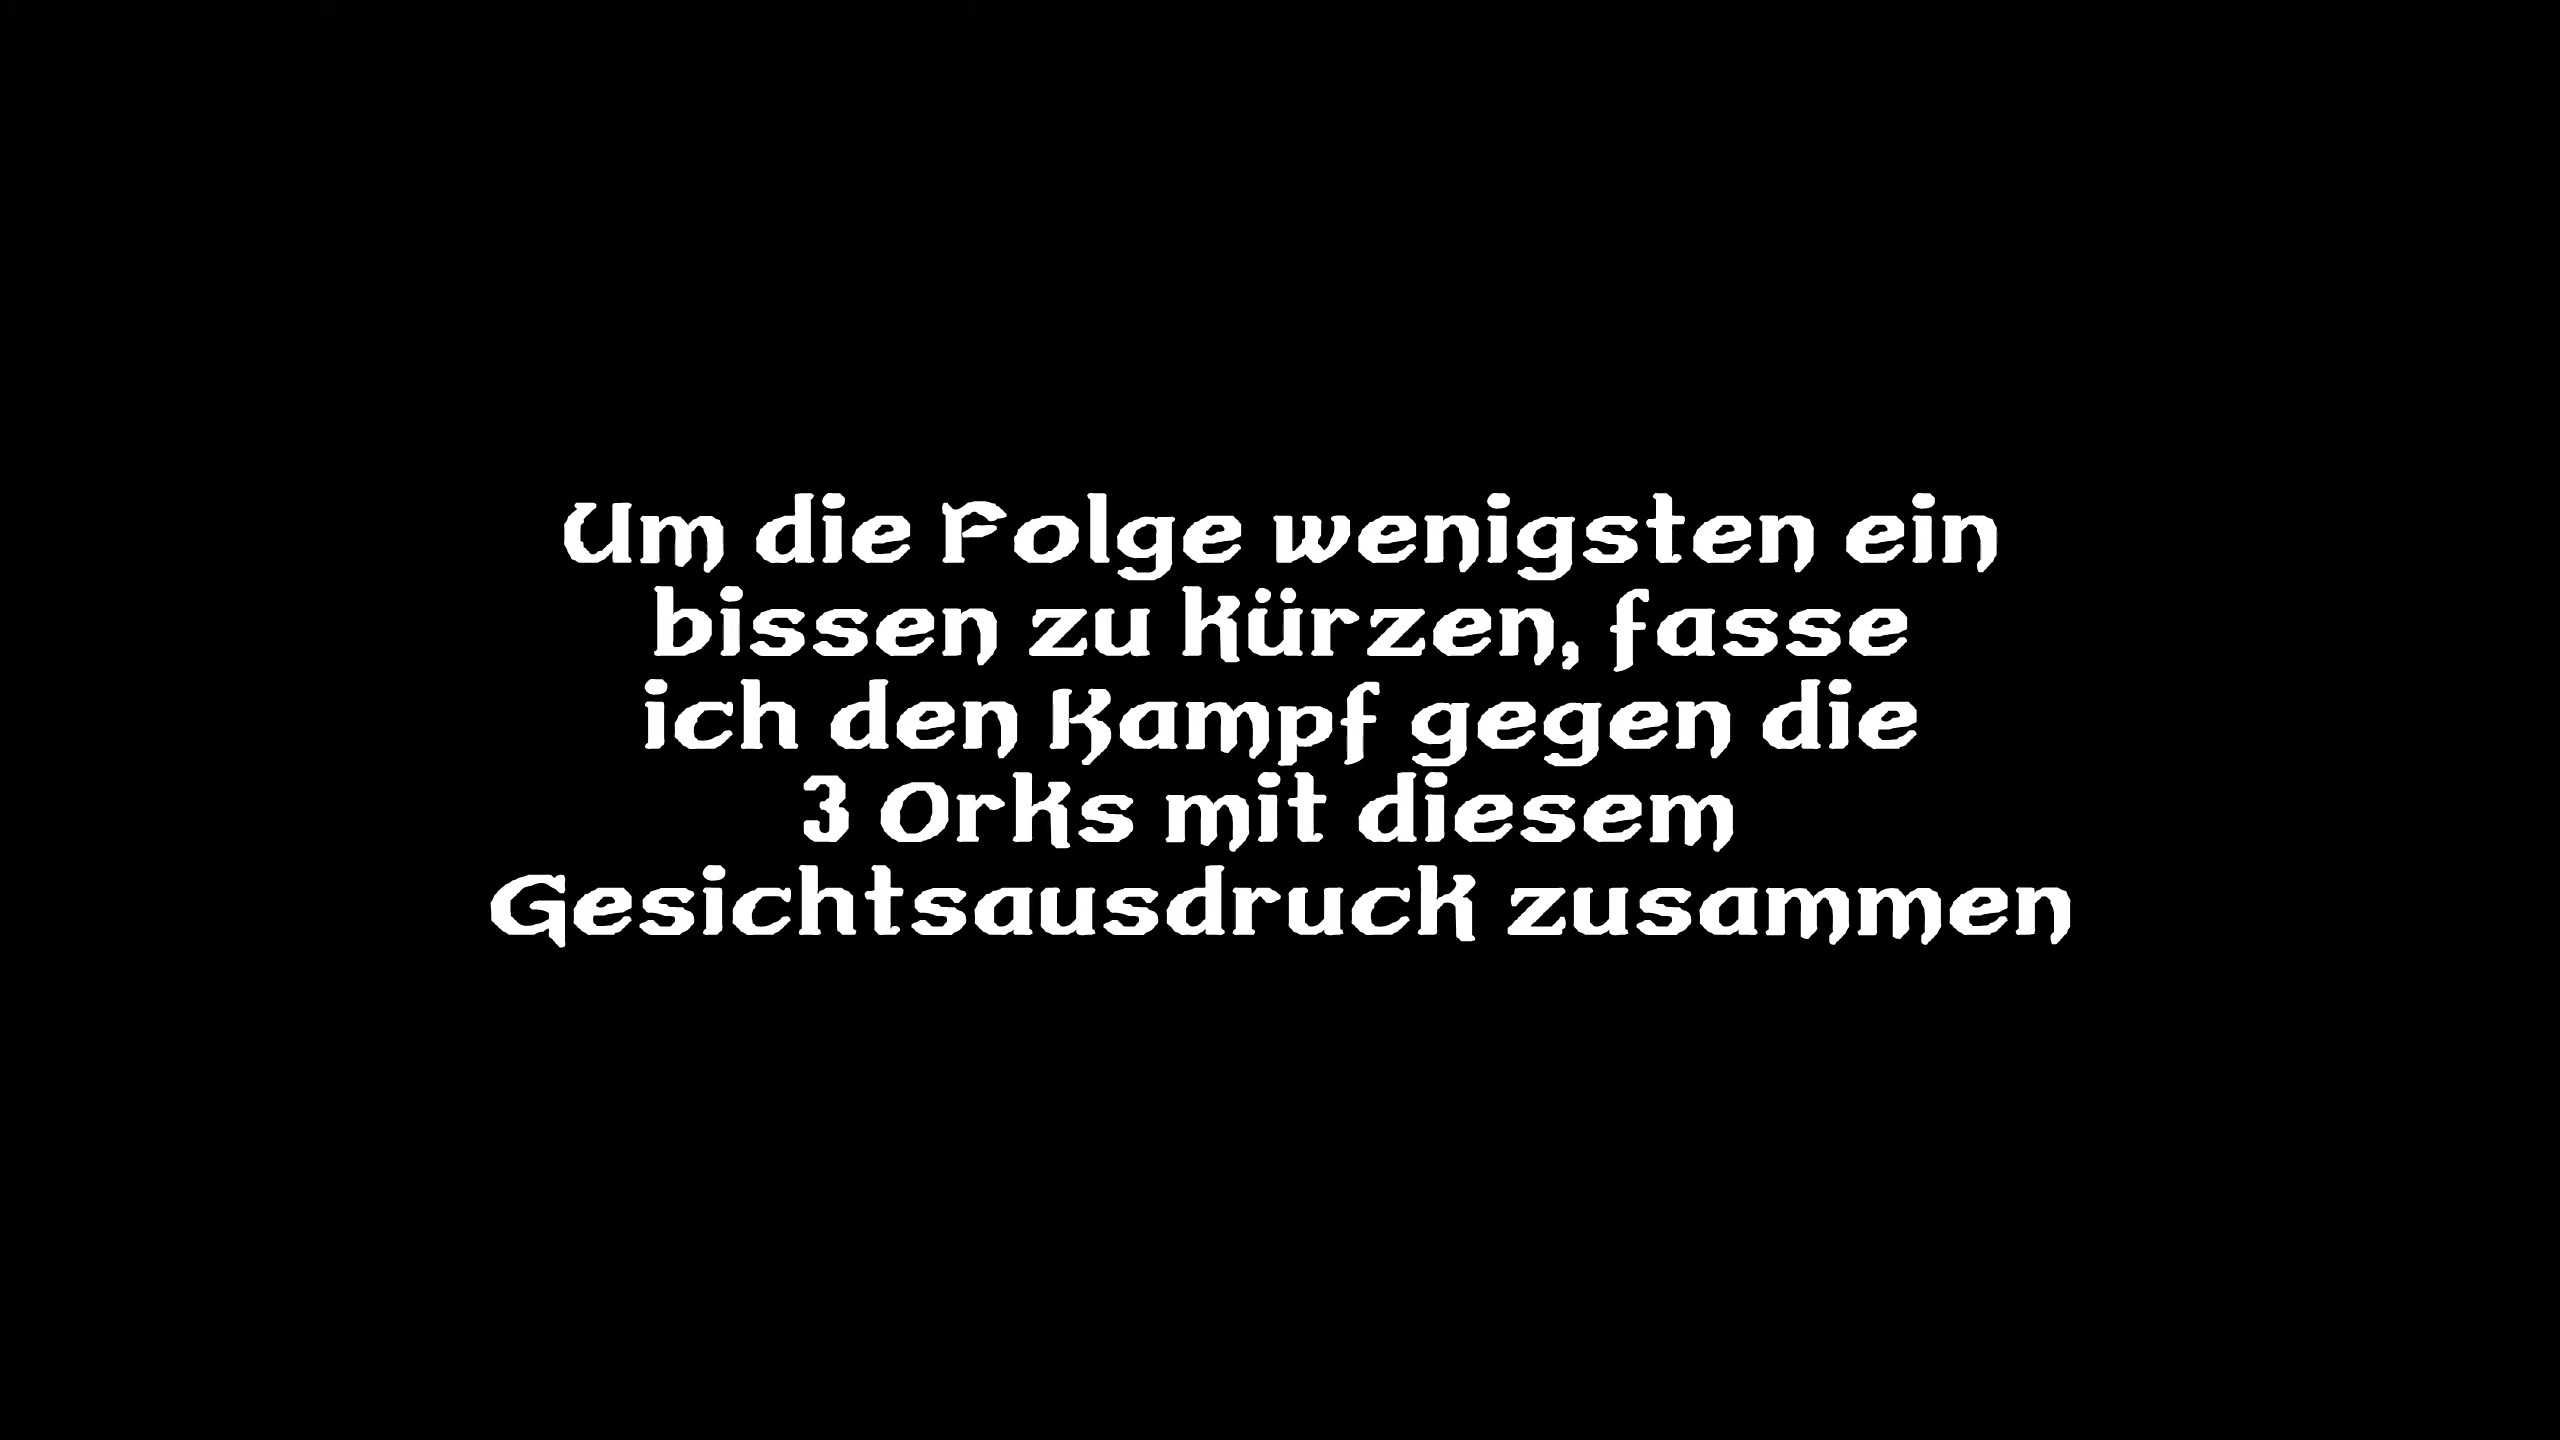 Um die Folge wenigsten ein
bissen zu kürzen, fasse
ich den Kampf gegen die
3 Orks mit diesem
Gesichtsausdruck zusammen